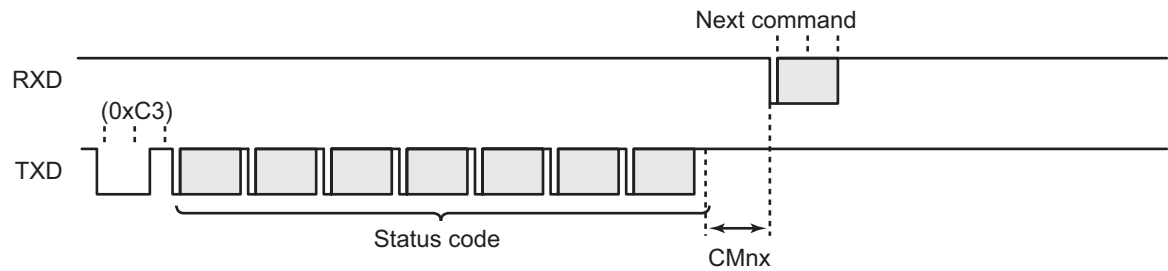 Next command
RXD
(0xC3)
TXD
Status code
CMnx